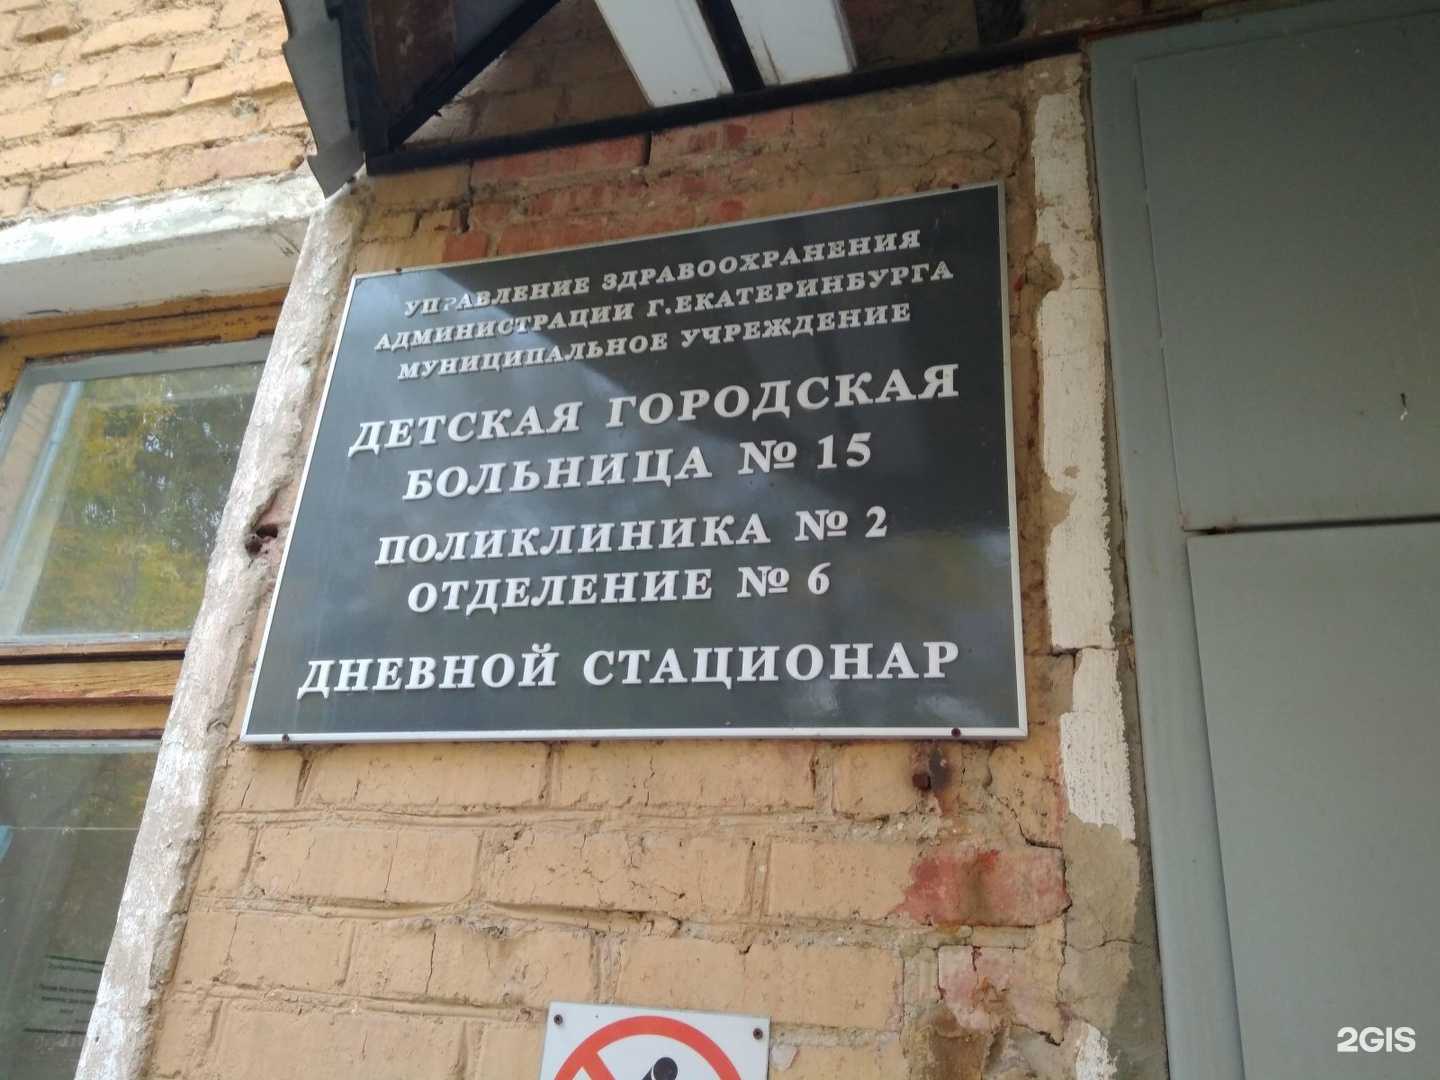 УПРАВЛЕНИЕ ЗДРАВООХРАНЕНИЯ
АДМИНИСТРАЦИИ Г.ЕКАТЕРИНБУРГА
МУНИЦИПАЛЬНОЕ УЧРЕЖДЕНИЕ
ДЕТСКАЯ ГОРОДСКАЯ
БОЛЬНИЦА № 15
ПОЛИКЛИНИКА № 2
ОТДЕЛЕНИЕ № 6
ДНЕВНОЙ СТАЦИОНАР
2GIS